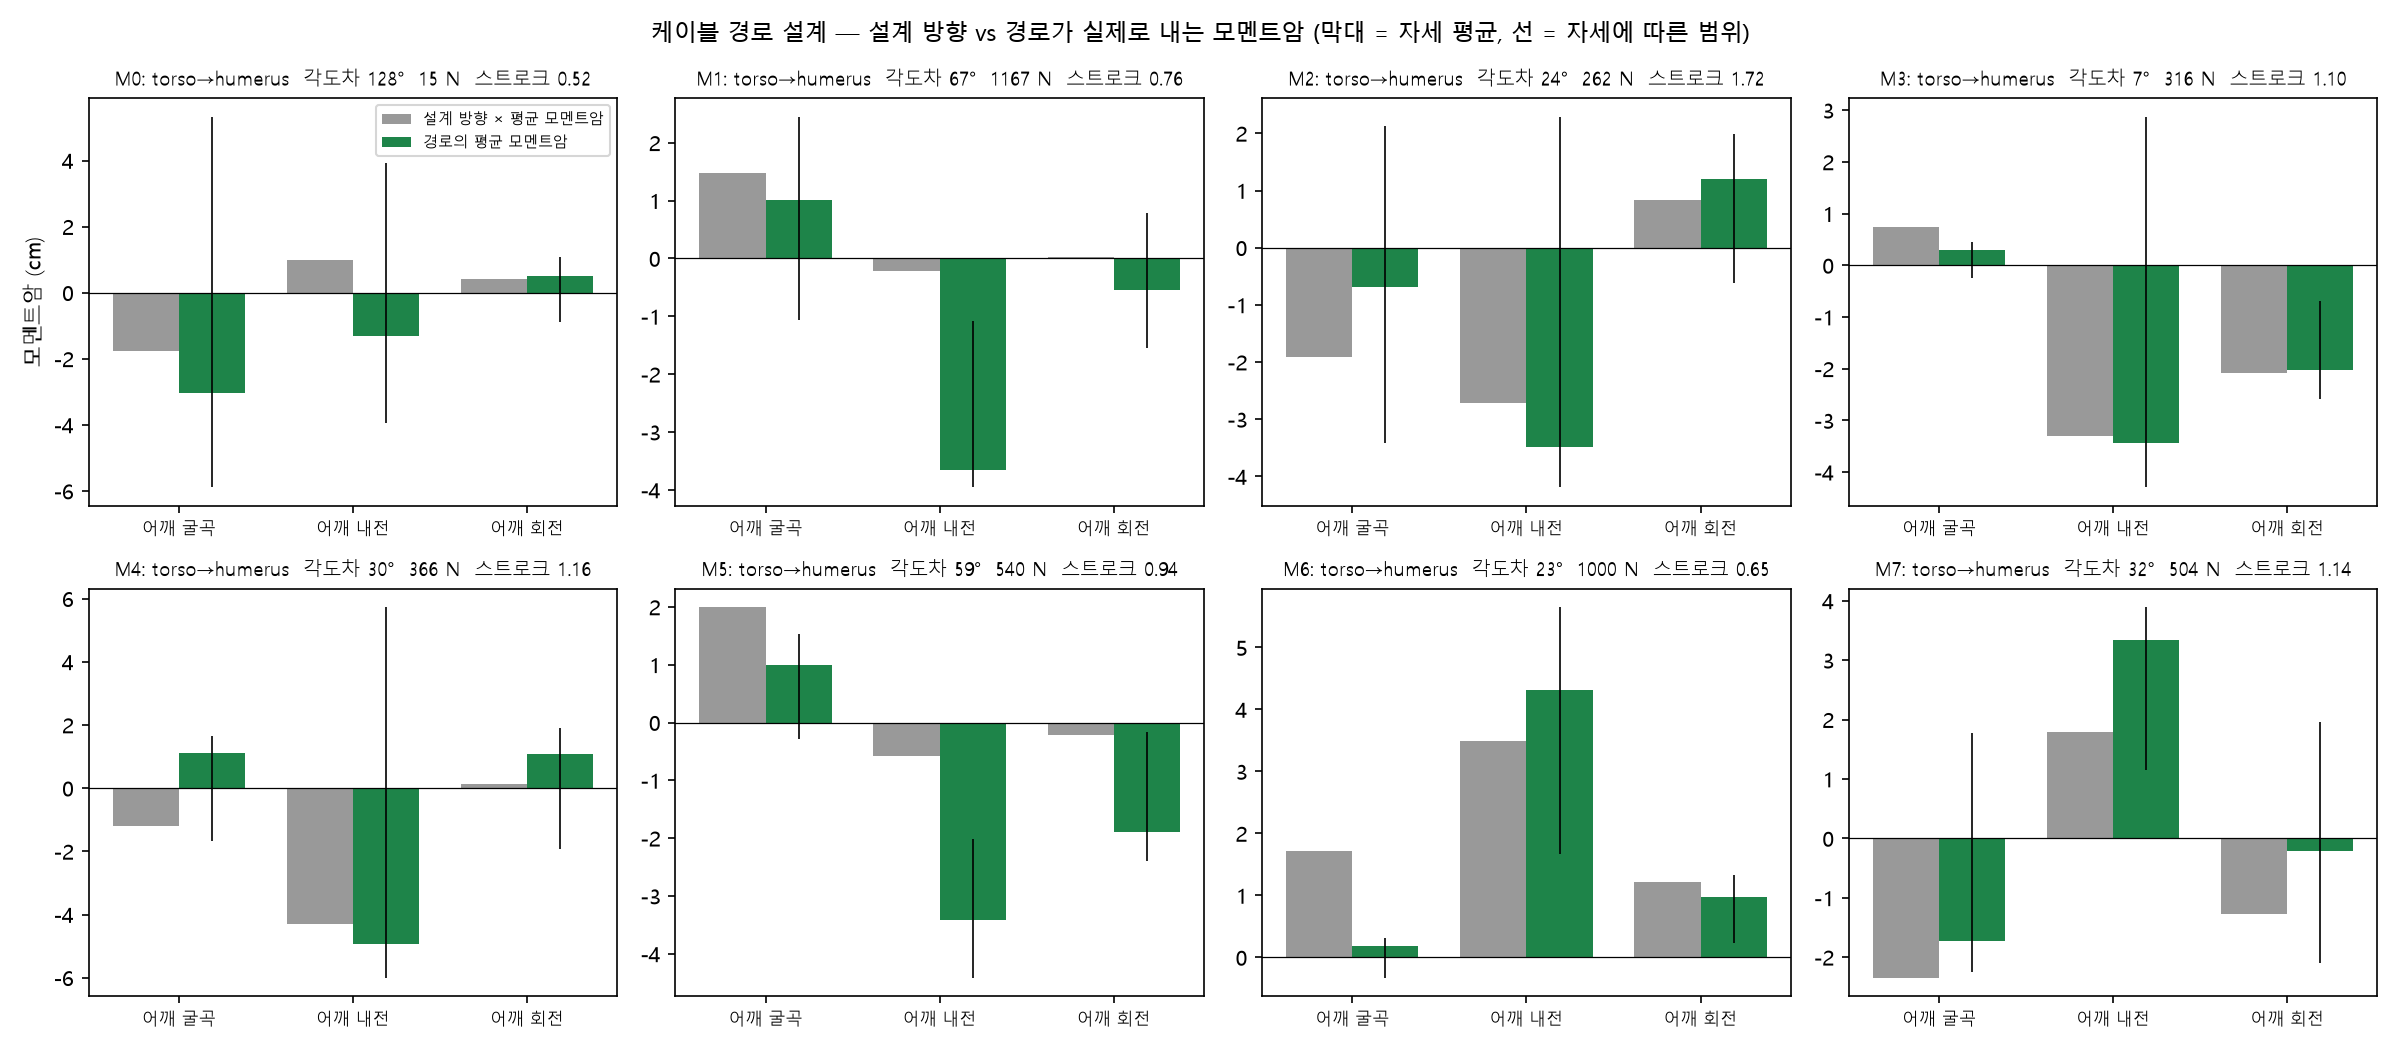 케이블 경로 설계 — 설계 방향 vs 경로가 실제로 내는 모멘트암 (막대 = 자세 평균, 선 = 자세에 따른 범위)
M0: torso→humerus 각도차 128° 15 N 스트로크 0.52
모멘트암 (cm)
4
2
0
-2
-4
-6
설계 방향 × 평균 모멘트암
경로의 평균 모멘트암
어깨 굴곡 어깨 내전 어깨 회전
M1: torso→humerus 각도차 67° 1167 N 스트로크 0.76
2
1
0
-1
-2
-3
-4
어깨 굴곡 어깨 내전 어깨 회전
M2: torso→humerus 각도차 24° 262 N 스트로크 1.72
2
1
0
-1
-2
-3
-4
어깨 굴곡 어깨 내전 어깨 회전
M3: torso→humerus 각도차 7° 316 N 스트로크 1.10
3
2
1
0
-1
-2
-3
-4
어깨 굴곡 어깨 내전 어깨 회전
M4: torso→humerus 각도차 30° 366 N 스트로크 1.16
6
4
2
0
-2
-4
-6
어깨 굴곡 어깨 내전 어깨 회전
M5: torso→humerus 각도차 59° 540 N 스트로크 0.94
2
1
0
-1
-2
-3
-4
어깨 굴곡 어깨 내전 어깨 회전
M6: torso→humerus 각도차 23° 1000 N 스트로크 0.65
5
4
3
2
1
0
어깨 굴곡 어깨 내전 어깨 회전
M7: torso→humerus 각도차 32° 504 N 스트로크 1.14
4
3
2
1
0
-1
-2
어깨 굴곡 어깨 내전 어깨 회전